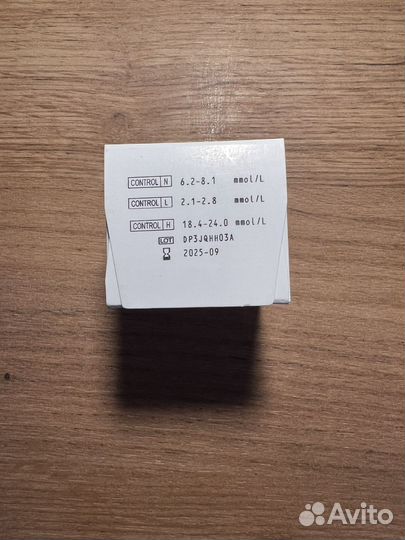 CONTROL N 6.2-8.1 mmol/L
CONTROL L 2.1-2.8 mmol/L
CONTROL H 18.4-24.0 mmol/L
LOT DP3JQHH03A
2025-09
Avito